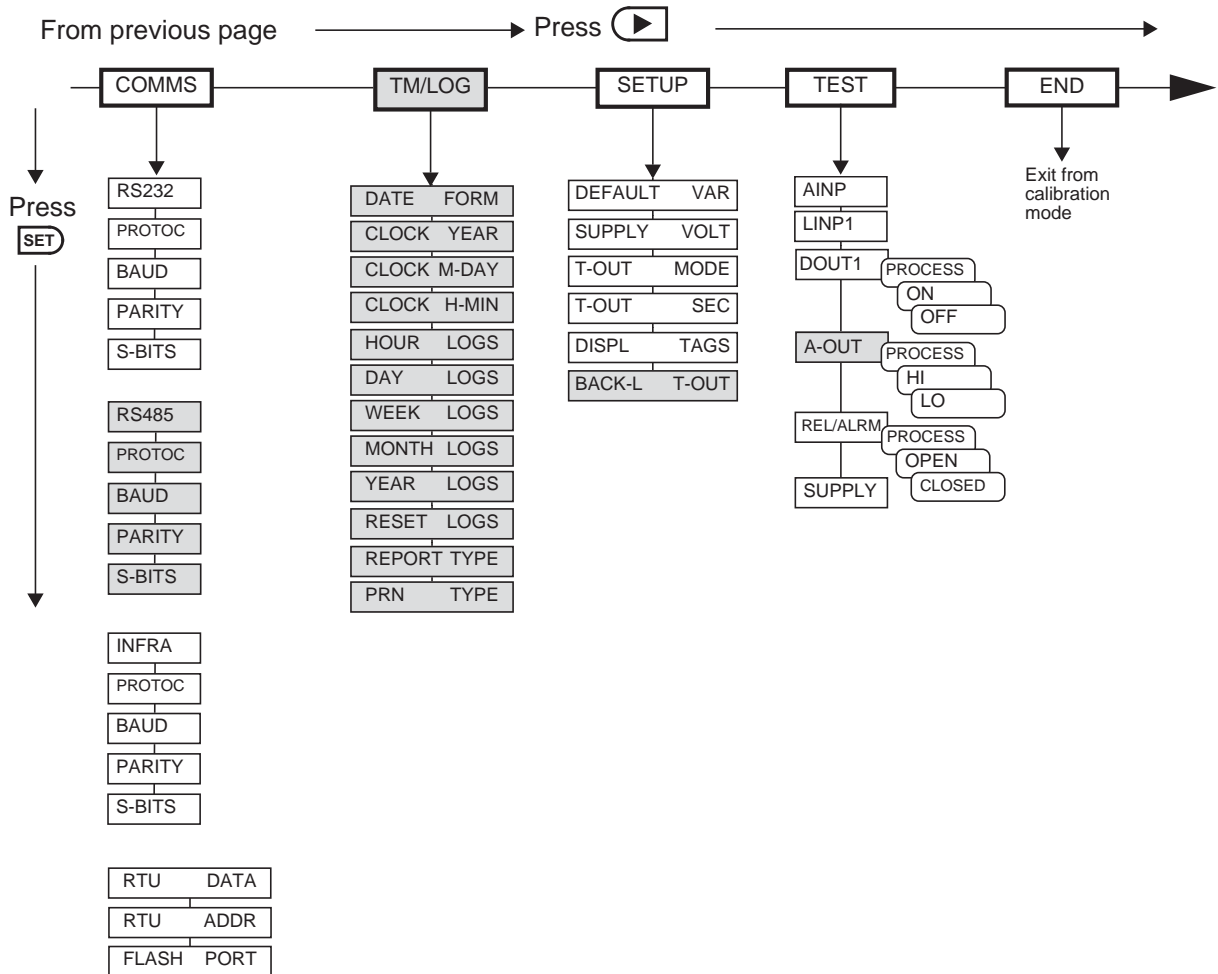 From previous page
Press
COMMS
TM/LOG
SETUP
TEST
END
Press
SET
RS232
PROTOC
BAUD
PARITY
S-BITS
RS485
PROTOC
BAUD
PARITY
S-BITS
INFRA
PROTOC
BAUD
PARITY
S-BITS
RTU DATA
RTU ADDR
FLASH PORT
DATE FORM
CLOCK YEAR
CLOCK M-DAY
CLOCK H-MIN
HOUR LOGS
DAY LOGS
WEEK LOGS
MONTH LOGS
YEAR LOGS
RESET LOGS
REPORT TYPE
PRN TYPE
DEFAULT VAR
SUPPLY VOLT
T-OUT MODE
T-OUT SEC
DISPL TAGS
BACK-L T-OUT
AINP
LINP1
DOUT1
PROCESS
ON
OFF
A-OUT
PROCESS
HI
LO
REL/ALRM
PROCESS
OPEN
CLOSED
SUPPLY
Exit from
calibration
mode